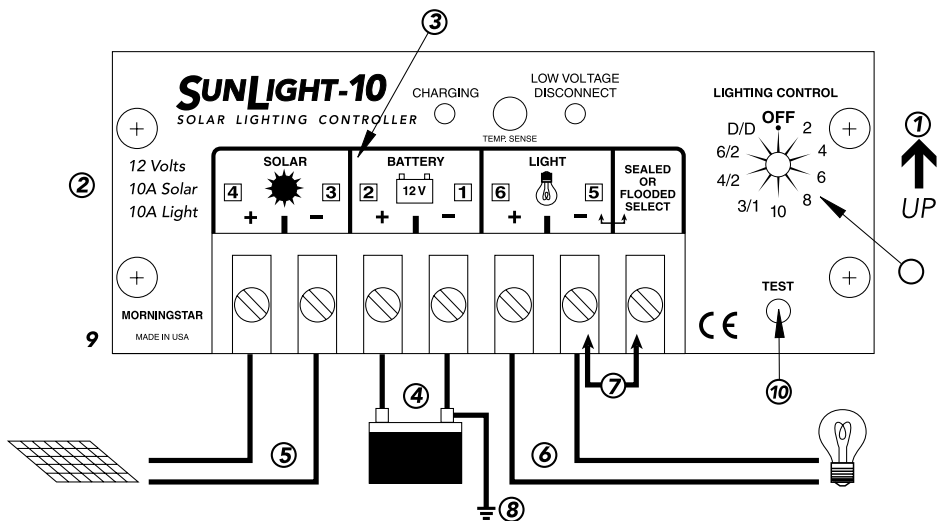 ③
SUNLIGHT-10
SOLAR LIGHTING CONTROLLER
CHARGING
TEMP. SENSE
LOW VOLTAGE
DISCONNECT
LIGHTING CONTROL
OFF
D/D 2
6/2 4
4/2 6
3/1 10 8
①
UP
②
12 Volts
10A Solar
10A Light
SOLAR
4 3
+ −
BATTERY
2 12 V 1
+ −
LIGHT
6 5
+ −
SEALED
OR
FLOODED
SELECT
TEST
MORNINGSTAR
MADE IN USA
9
CE
⑩
④
⑦
⑤
⑥
⑧